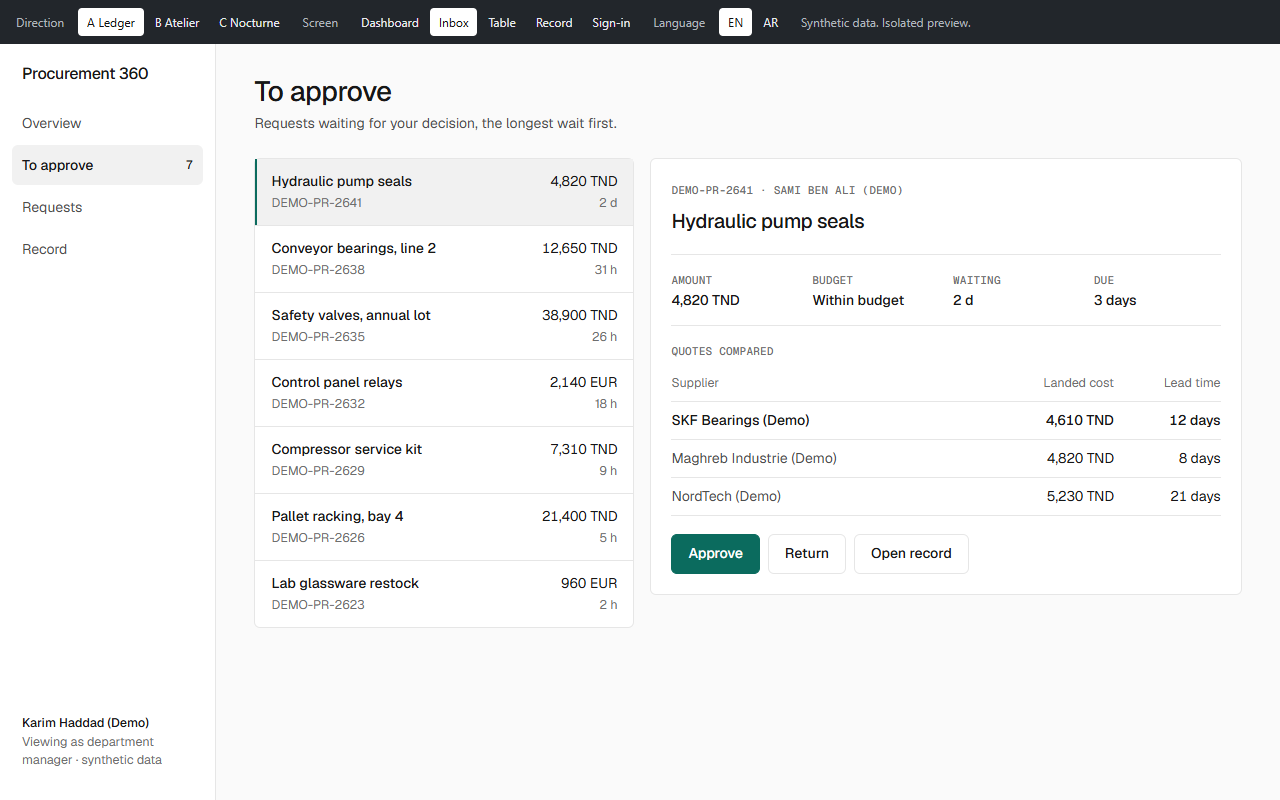 Direction A Ledger B Atelier C Nocturne Screen Dashboard Inbox Table Record Sign-in Language EN AR Synthetic data. Isolated preview.
Procurement 360
Overview
To approve 7
Requests
Record
Karim Haddad (Demo)
Viewing as department
manager · synthetic data
To approve
Requests waiting for your decision, the longest wait first.
Hydraulic pump seals 4,820 TND
DEMO-PR-2641 2 d
Conveyor bearings, line 2 12,650 TND
DEMO-PR-2638 31 h
Safety valves, annual lot 38,900 TND
DEMO-PR-2635 26 h
Control panel relays 2,140 EUR
DEMO-PR-2632 18 h
Compressor service kit 7,310 TND
DEMO-PR-2629 9 h
Pallet racking, bay 4 21,400 TND
DEMO-PR-2626 5 h
Lab glassware restock 960 EUR
DEMO-PR-2623 2 h
DEMO-PR-2641 · SAMI BEN ALI (DEMO)
Hydraulic pump seals
AMOUNT BUDGET WAITING DUE
4,820 TND Within budget 2 d 3 days
QUOTES COMPARED
Supplier Landed cost Lead time
SKF Bearings (Demo) 4,610 TND 12 days
Maghreb Industrie (Demo) 4,820 TND 8 days
NordTech (Demo) 5,230 TND 21 days
Approve Return Open record